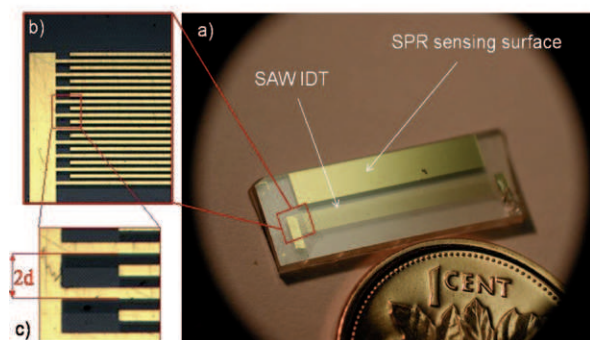 b)
a)
SPR sensing surface
SAW IDT
2d
c)
1 CENT